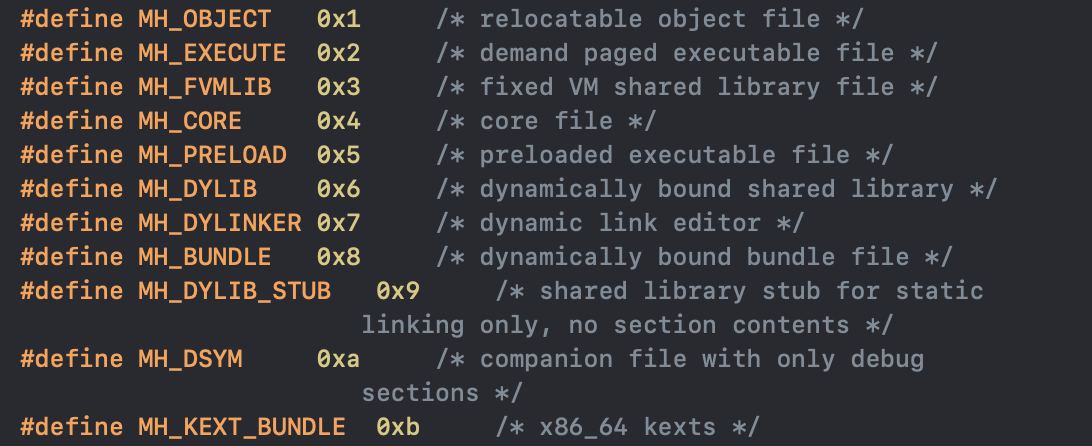 #define MH_OBJECT   0x1     /* relocatable object file */
#define MH_EXECUTE  0x2     /* demand paged executable file */
#define MH_FVMLIB   0x3     /* fixed VM shared library file */
#define MH_CORE     0x4     /* core file */
#define MH_PRELOAD  0x5     /* preloaded executable file */
#define MH_DYLIB    0x6     /* dynamically bound shared library */
#define MH_DYLINKER 0x7     /* dynamic link editor */
#define MH_BUNDLE   0x8     /* dynamically bound bundle file */
#define MH_DYLIB_STUB   0x9     /* shared library stub for static
                       linking only, no section contents */
#define MH_DSYM     0xa     /* companion file with only debug
                       sections */
#define MH_KEXT_BUNDLE  0xb     /* x86_64 kexts */